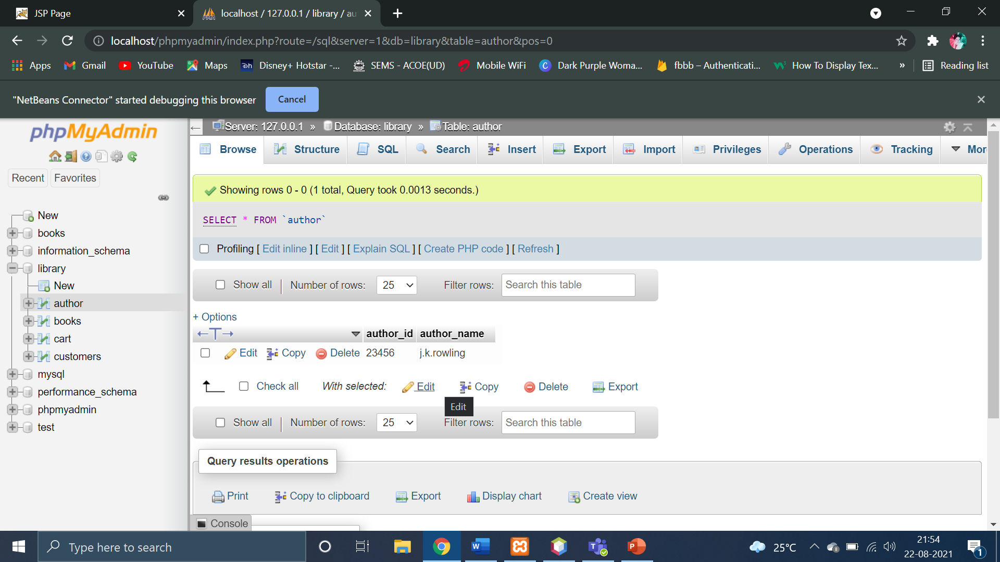 JSP Page
localhost / 127.0.0.1 / library / au
localhost/phpmyadmin/index.php?route=/sql&server=1&db=library&table=author&pos=0
Apps Gmail YouTube Maps Disney+ Hotstar -... SEMS - ACOE(UD) Mobile WiFi Dark Purple Woma... fbbb – Authenticati... How To Display Tex... » Reading list
"NetBeans Connector" started debugging this browser Cancel
phpMyAdmin
Recent Favorites
New
books
information_schema
library
New
author
books
cart
customers
mysql
performance_schema
phpmyadmin
test
Server: 127.0.0.1 » Database: library » Table: author
Browse Structure SQL Search Insert Export Import Privileges Operations Tracking Mor
Showing rows 0 - 0 (1 total, Query took 0.0013 seconds.)
SELECT * FROM `author`
Profiling [ Edit inline ] [ Edit ] [ Explain SQL ] [ Create PHP code ] [ Refresh ]
Show all Number of rows: 25 Filter rows: Search this table
+ Options
←T→ author_id author_name
Edit Copy Delete 23456 j.k.rowling
Check all With selected: Edit Copy Delete Export
Edit
Show all Number of rows: 25 Filter rows: Search this table
Query results operations
Print Copy to clipboard Export Display chart Create view
Console
Type here to search
25°C
21:54
22-08-2021
1